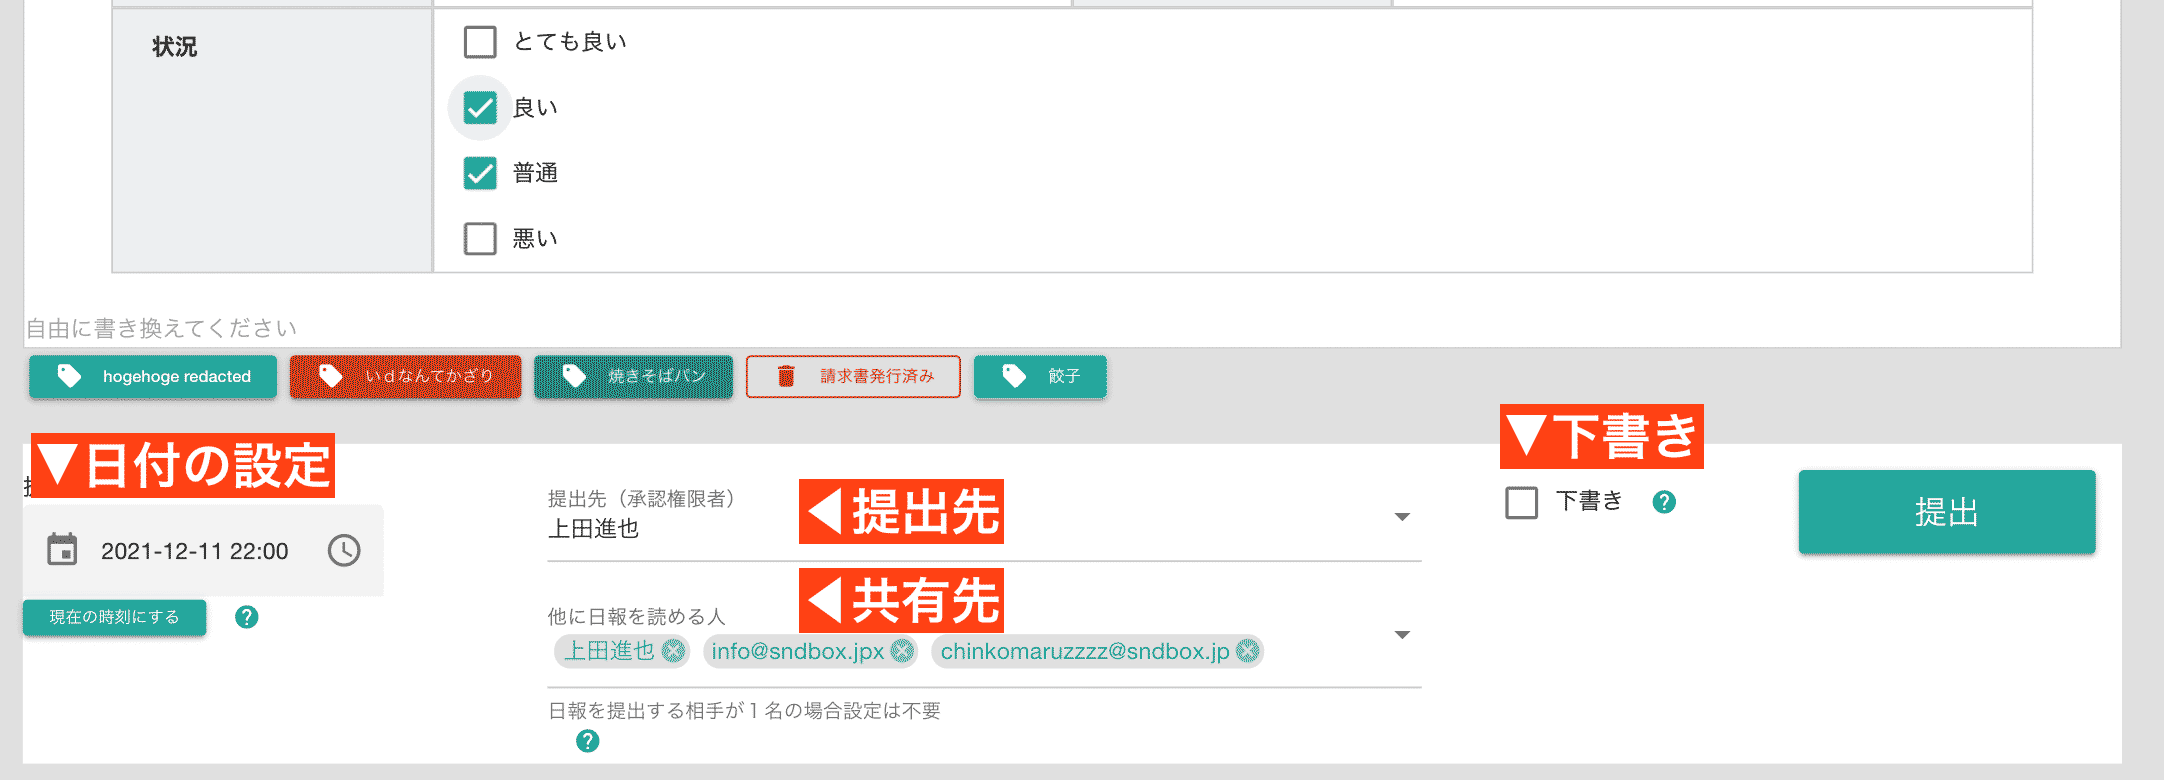 状況
とても良い
良い
普通
悪い
自由に書き換えてください
hogehoge redacted
いdなんてかざり
焼きそばパン
請求書発行済み
餃子
▼日付の設定
2021-12-11 22:00
現在の時刻にする
?
提出先（承認権限者）
上田進也
◀提出先
◀共有先
他に日報を読める人
上田進也 info@sndbox.jpx chinkomaruzzzz@sndbox.jp
日報を提出する相手が１名の場合設定は不要
?
▼下書き
下書き ?
提出